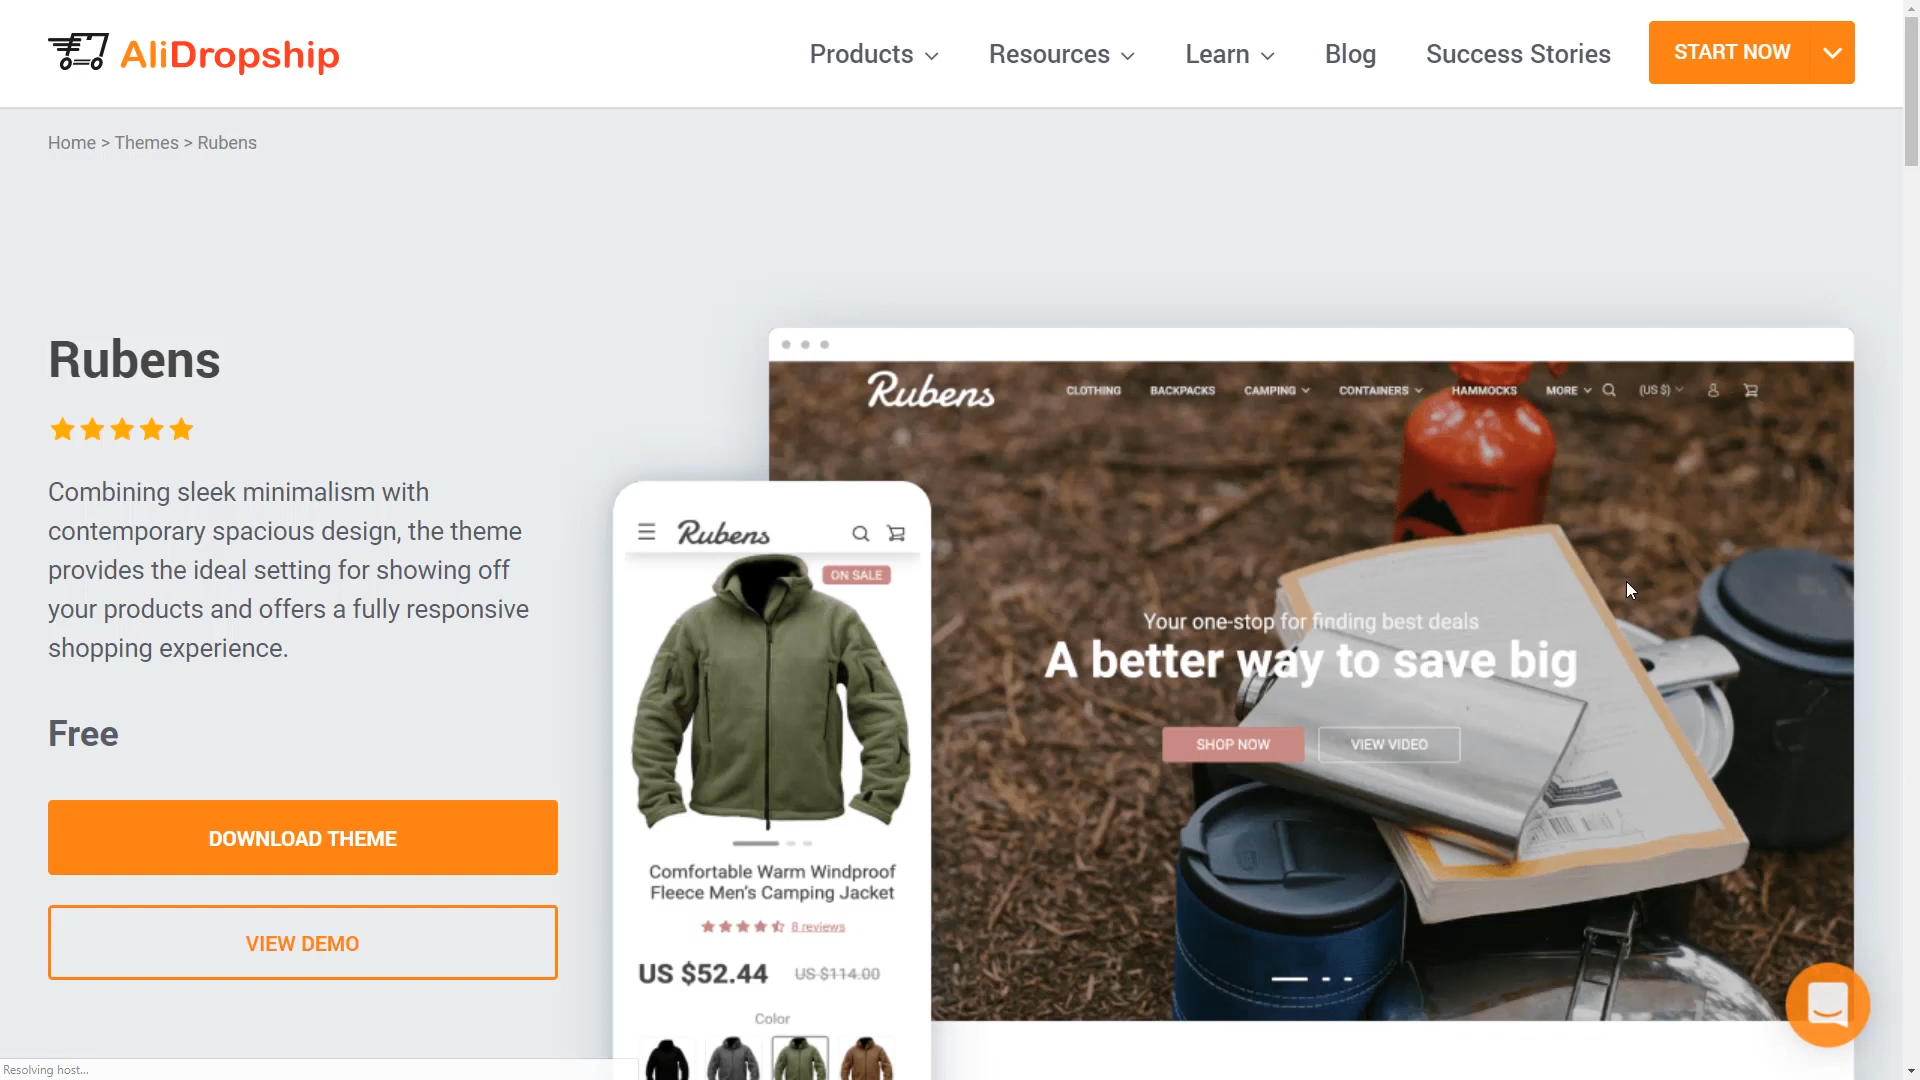 AliDropship
Products
Resources
Learn
Blog
Success Stories
START NOW
Home > Themes > Rubens
Rubens
Combining sleek minimalism with
contemporary spacious design, the theme
provides the ideal setting for showing off
your products and offers a fully responsive
shopping experience.
Free
DOWNLOAD THEME
VIEW DEMO
Rubens
CLOTHING
BACKPACKS
CAMPING
CONTAINERS
HAMMOCKS
MORE
(US $)
Your one-stop for finding best deals
A better way to save big
SHOP NOW
VIEW VIDEO
Rubens
ON SALE
Comfortable Warm Windproof
Fleece Men's Camping Jacket
8 reviews
US $52.44
US $114.00
Color
Resolving host...